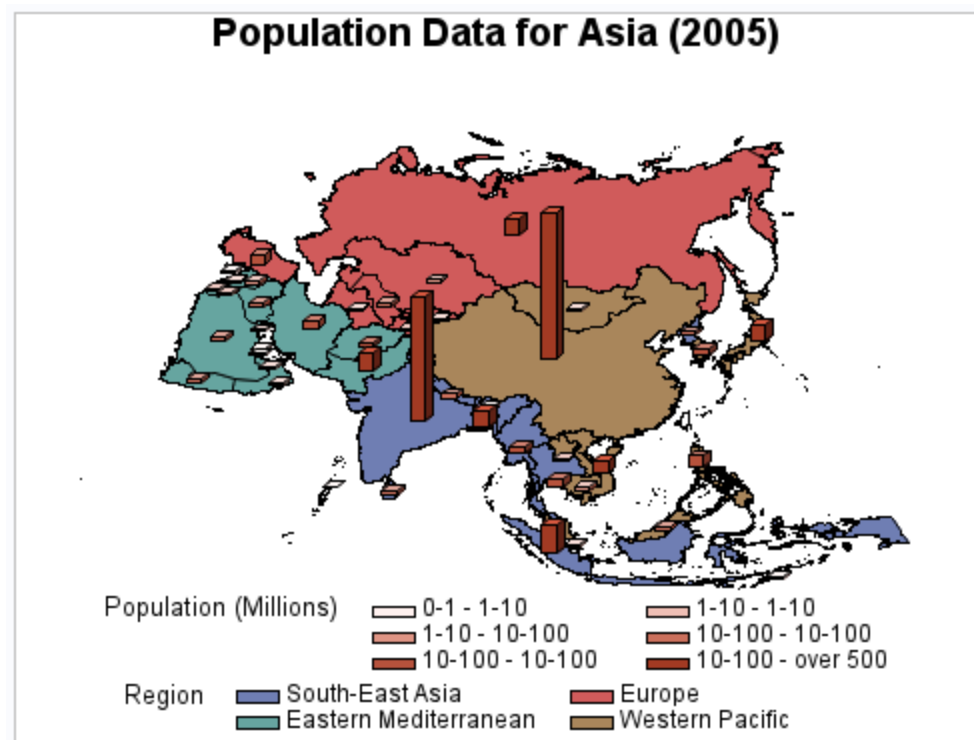 Population Data for Asia (2005)
Population (Millions) 0-1 - 1-10 1-10 - 1-10
1-10 - 10-100 10-100 - 10-100
10-100 - 10-100 10-100 - over 500
Region South-East Asia Europe
Eastern Mediterranean Western Pacific